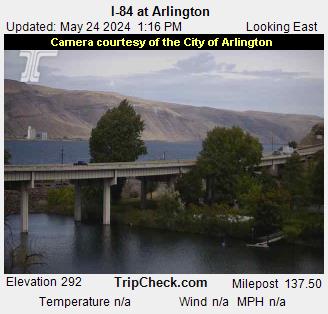 I-84 at Arlington
Updated: May 24 2024 1:16 PM Looking East
Camera courtesy of the City of Arlington
Elevation 292 TripCheck.com Milepost 137.50
Temperature n/a Wind n/a MPH n/a